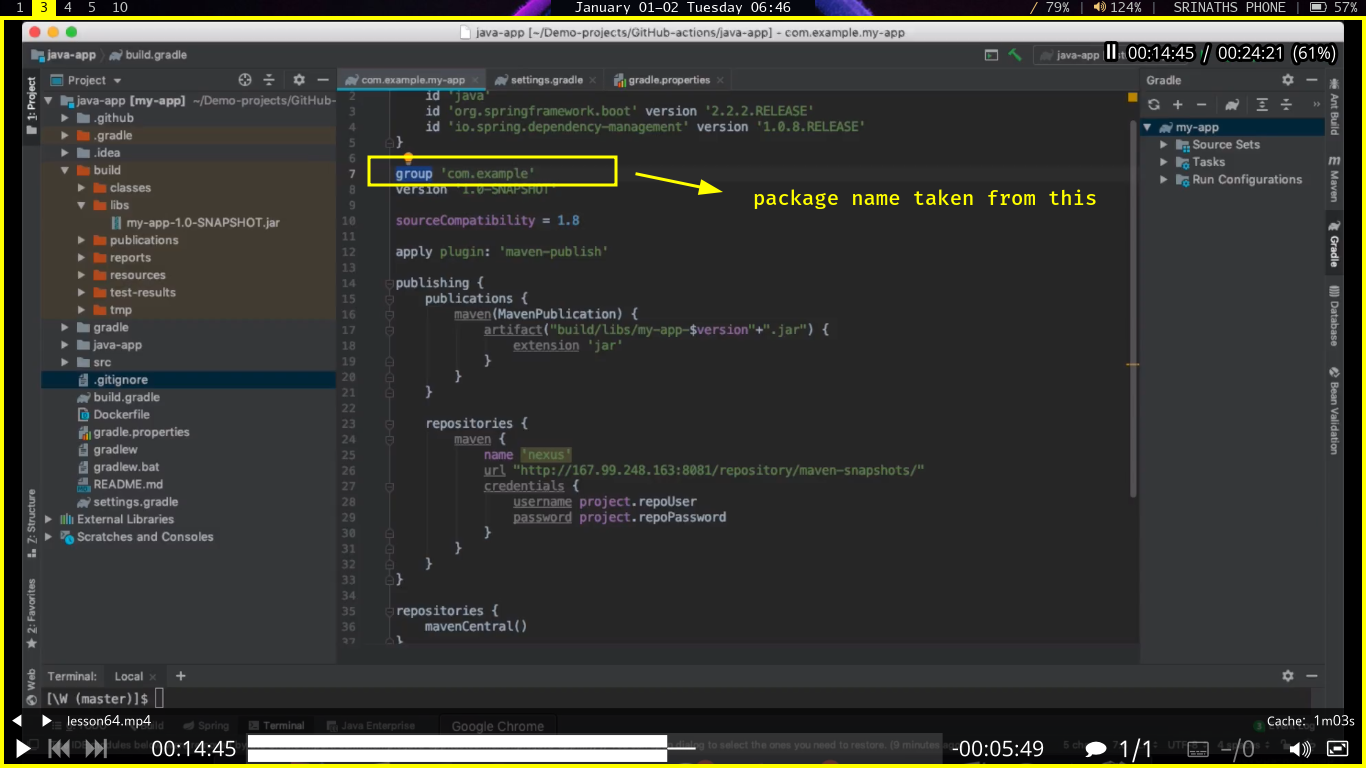 1 3 4 5 10 January 01-02 Tuesday 06:46 / 79% | 124% | SRINATHS PHONE | 57%
java-app [~/Demo-projects/GitHub-actions/java-app] - com.example.my-app
java-app › build.gradle
java-app
00:14:45 / 00:24:21 (61%)
1: Project
Project
java-app [my-app] ~/Demo-projects/GitHub-
.github
.gradle
.idea
build
classes
libs
my-app-1.0-SNAPSHOT.jar
publications
reports
resources
test-results
tmp
gradle
java-app
src
.gitignore
build.gradle
Dockerfile
gradle.properties
gradlew
gradlew.bat
README.md
settings.gradle
External Libraries
Scratches and Consoles
7: Structure
2: Favorites
Web
com.example.my-app × settings.gradle × gradle.properties ×
2 id 'java'
3 id 'org.springframework.boot' version '2.2.2.RELEASE'
4 id 'io.spring.dependency-management' version '1.0.8.RELEASE'
5 }
6
7 group 'com.example'
8 version '1.0-SNAPSHOT'
9
10 sourceCompatibility = 1.8
11
12 apply plugin: 'maven-publish'
13
14 publishing {
15 publications {
16 maven(MavenPublication) {
17 artifact("build/libs/my-app-$version"+".jar") {
18 extension 'jar'
19 }
20 }
21 }
22
23 repositories {
24 maven {
25 name 'nexus'
26 url "http://167.99.248.163:8081/repository/maven-snapshots/"
27 credentials {
28 username project.repoUser
29 password project.repoPassword
30 }
31 }
32 }
33 }
34
35 repositories {
36 mavenCentral()
37 }
package name taken from this
Gradle
my-app
Source Sets
Tasks
Run Configurations
Ant Build
Maven
Gradle
Database
Bean Validation
Terminal: Local × +
[\W (master)]$
lesson64.mp4
Build Spring Terminal Java Enterprise Google Chrome
Cache: 1m03s
Event Log
dialog to select the ones you need to restore. (9 minutes
00:14:45
-00:05:49 1/1 -/0